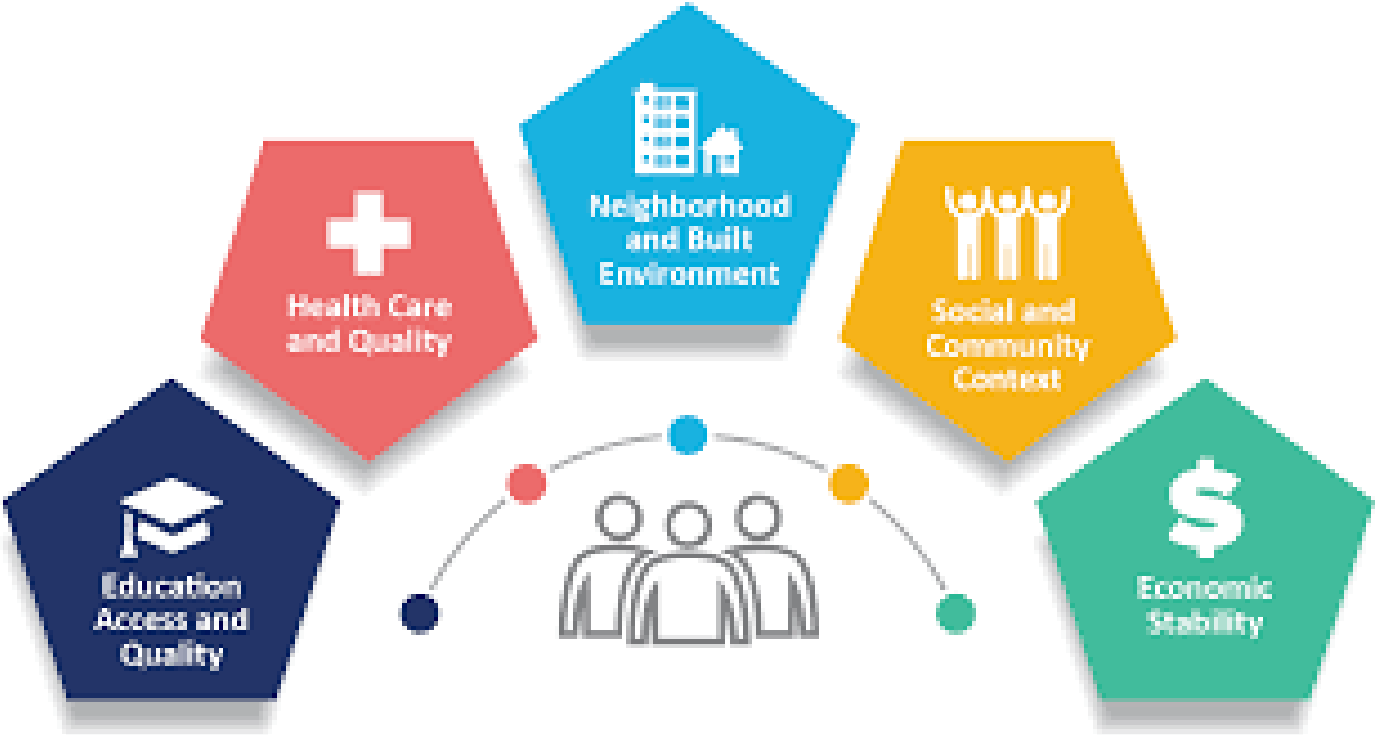 Education
Access and
Quality
Health Care
and Quality
Neighborhood
and Built
Environment
Social and
Community
Context
$
Economic
Stability